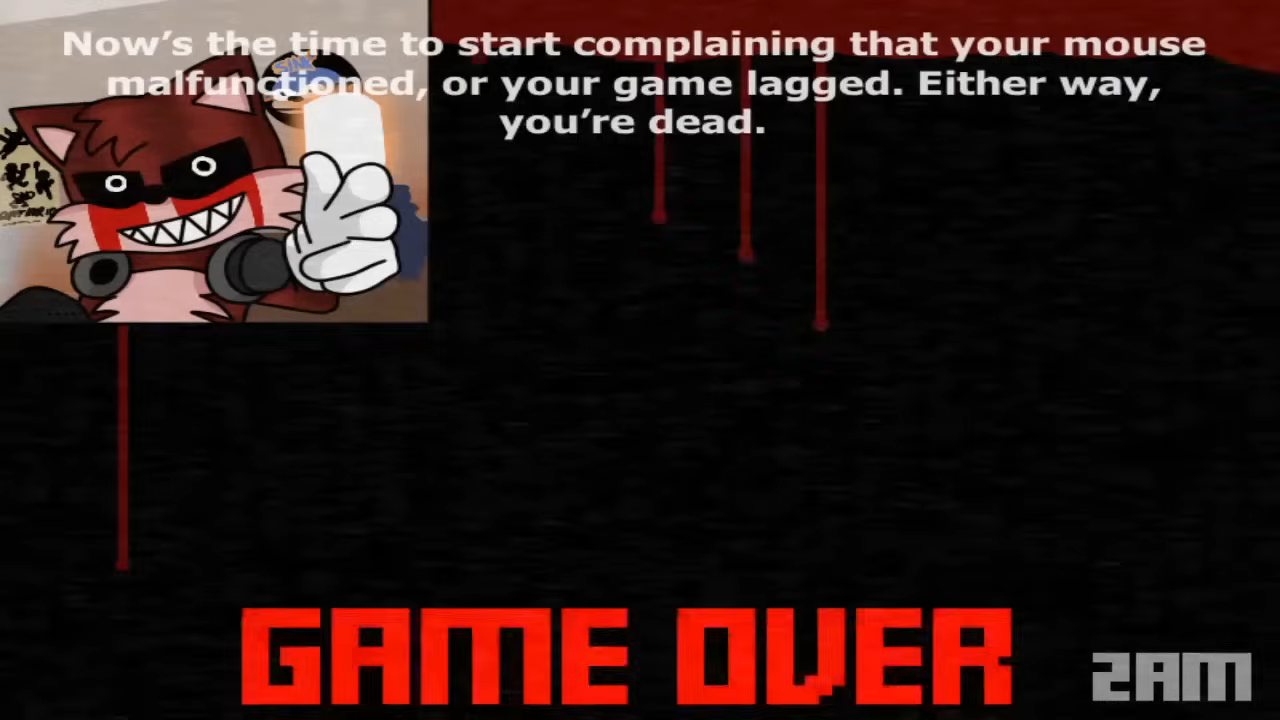 Now's the time to start complaining that your mouse
malfunctioned, or your game lagged. Either way,
you're dead.
GAME OVER
2AM